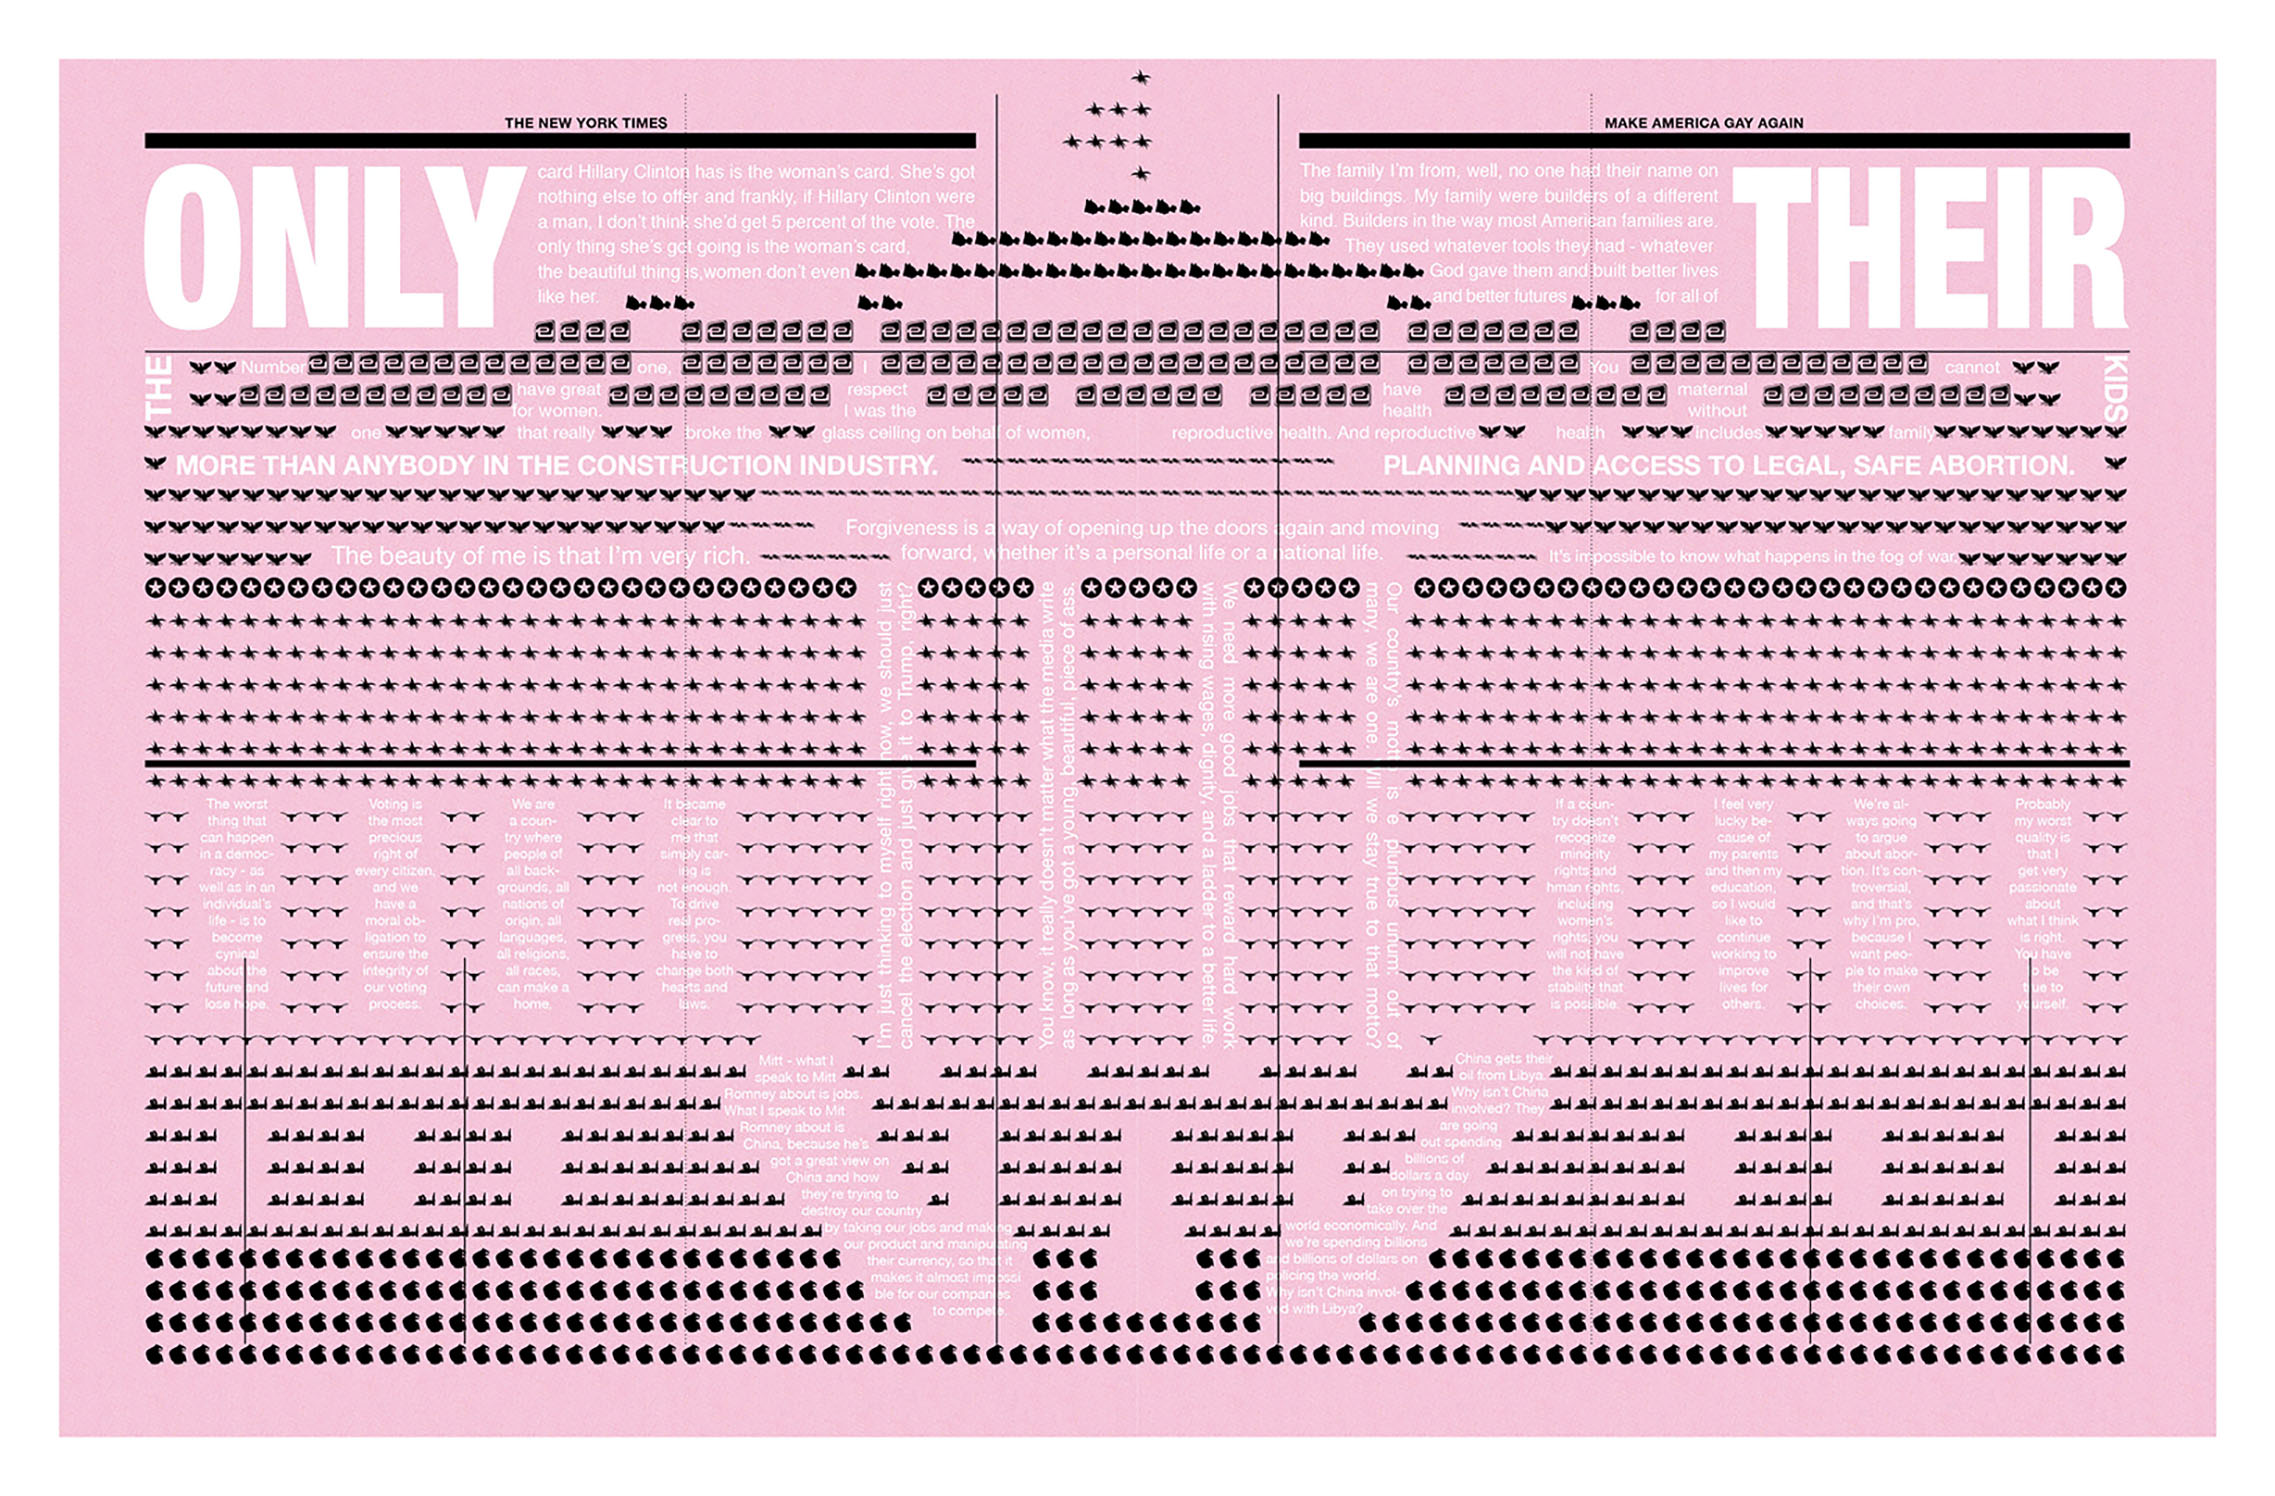 THE NEW YORK TIMES
MAKE AMERICA GAY AGAIN
THE
ONLY
card Hillary Clinton has is the woman's card. She's got
nothing else to offer and frankly, if Hillary Clinton were
a man, I don't think she'd get 5 percent of the vote. The
only thing she's got going is the woman's card,
the beautiful thing is,women don't even
like her.
The family I'm from, well, no one had their name on
big buildings. My family were builders of a different
kind. Builders in the way most American families are.
They used whatever tools they had - whatever
God gave them and built better lives
and better futures for all of
THEIR
KIDS
Number one, I
have great respect
for women. I was the
one that really broke the glass ceiling on behalf of women,
MORE THAN ANYBODY IN THE CONSTRUCTION INDUSTRY.
You cannot
have maternal
health without
reproductive health. And reproductive health includes family
PLANNING AND ACCESS TO LEGAL, SAFE ABORTION.
Forgiveness is a way of opening up the doors again and moving
forward, whether it's a personal life or a national life.
The beauty of me is that I'm very rich.
It's impossible to know what happens in the fog of war.
I'm just thinking to myself right now, we should just
cancel the election and just give it to Trump, right?
You know, it really doesn't matter what the media write
as long as you've got a young, beautiful, piece of ass.
We need more good jobs that reward hard work
with rising wages, dignity, and a ladder to a better life.
Our country's motto is e pluribus unum: out of
many, we are one. Will we stay true to that motto?
The worst
thing that
can happen
in a democ-
racy - as
well as in an
individual's
life - is to
become
cynical
about the
future and
lose hope.
Voting is
the most
precious
right of
every citizen,
and we
have a
moral ob-
ligation to
ensure the
integrity of
our voting
process.
We are
a coun-
try where
people of
all back-
grounds, all
nations of
origin, all
languages,
all religions,
all races,
can make a
home.
It became
clear to
me that
simply car-
ing is
not enough.
To drive
real pro-
gress, you
have to
change both
hearts and
laws.
If a coun-
try doesn't
recognize
minority
rights and
hman rights,
including
women's
rights, you
will not have
the kind of
stability that
is possible.
I feel very
lucky be-
cause of
my parents
and then my
education,
so I would
like to
continue
working to
improve
lives for
others.
We're al-
ways going
to argue
about abor-
tion. It's con-
troversial,
and that's
why I'm pro,
because I
want peo-
ple to make
their own
choices.
Probably
my worst
quality is
that I
get very
passionate
about
what I think
is right.
You have
to be
true to
yourself.
Mitt - what I
speak to Mitt
Romney about is jobs.
What I speak to Mit
Romney about is
China, because he's
got a great view on
China and how
they're trying to
destroy our country
by taking our jobs and making
our product and manipulating
their currency, so that it
makes it almost impossi
ble for our companies
to compete.
China gets their
oil from Libya.
Why isn't China
involved? They
are going
out spending
billions of
dollars a day
on trying to
take over the
world economically. And
we're spending billions
and billions of dollars on
policing the world.
Why isn't China invol-
ved with Libya?